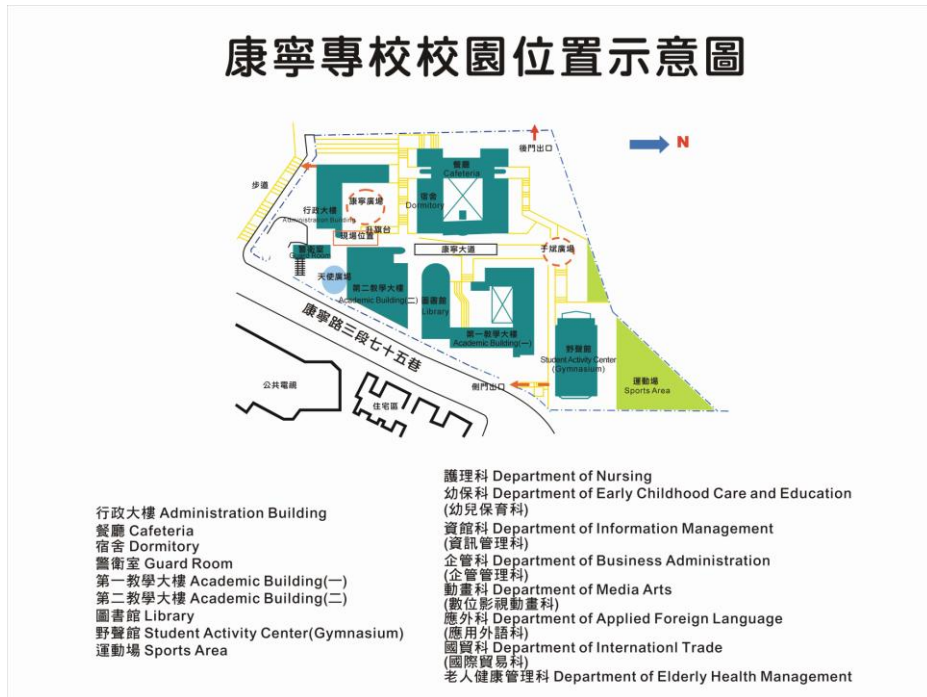 康寧專校校園位置示意圖
N
後門出口
餐廳
Cafeteria
步道
宿舍
Dormitory
康寧廣場
行政大樓
Administration Building
升旗台
現場位置
康寧大道
子斌廣場
警衛室
Guard Room
天使廣場
第二教學大樓
Academic Building(二)
圖書館
Library
第一教學大樓
Academic Building(一)
野聲館
Student Activity Center
(Gymnasium)
康寧路三段七十五巷
側門出口
運動場
Sports Area
公共電視
住宅區
行政大樓 Administration Building
餐廳 Cafeteria
宿舍 Dormitory
警衛室 Guard Room
第一教學大樓 Academic Building(一)
第二教學大樓 Academic Building(二)
圖書館 Library
野聲館 Student Activity Center(Gymnasium)
運動場 Sports Area
護理科 Department of Nursing
幼保科 Department of Early Childhood Care and Education
(幼兒保育科)
資館科 Department of Information Management
(資訊管理科)
企管科 Department of Business Administration
(企管管理科)
動畫科 Department of Media Arts
(數位影視動畫科)
應外科 Department of Applied Foreign Language
(應用外語科)
國貿科 Department of Internationl Trade
(國際貿易科)
老人健康管理科 Department of Elderly Health Management